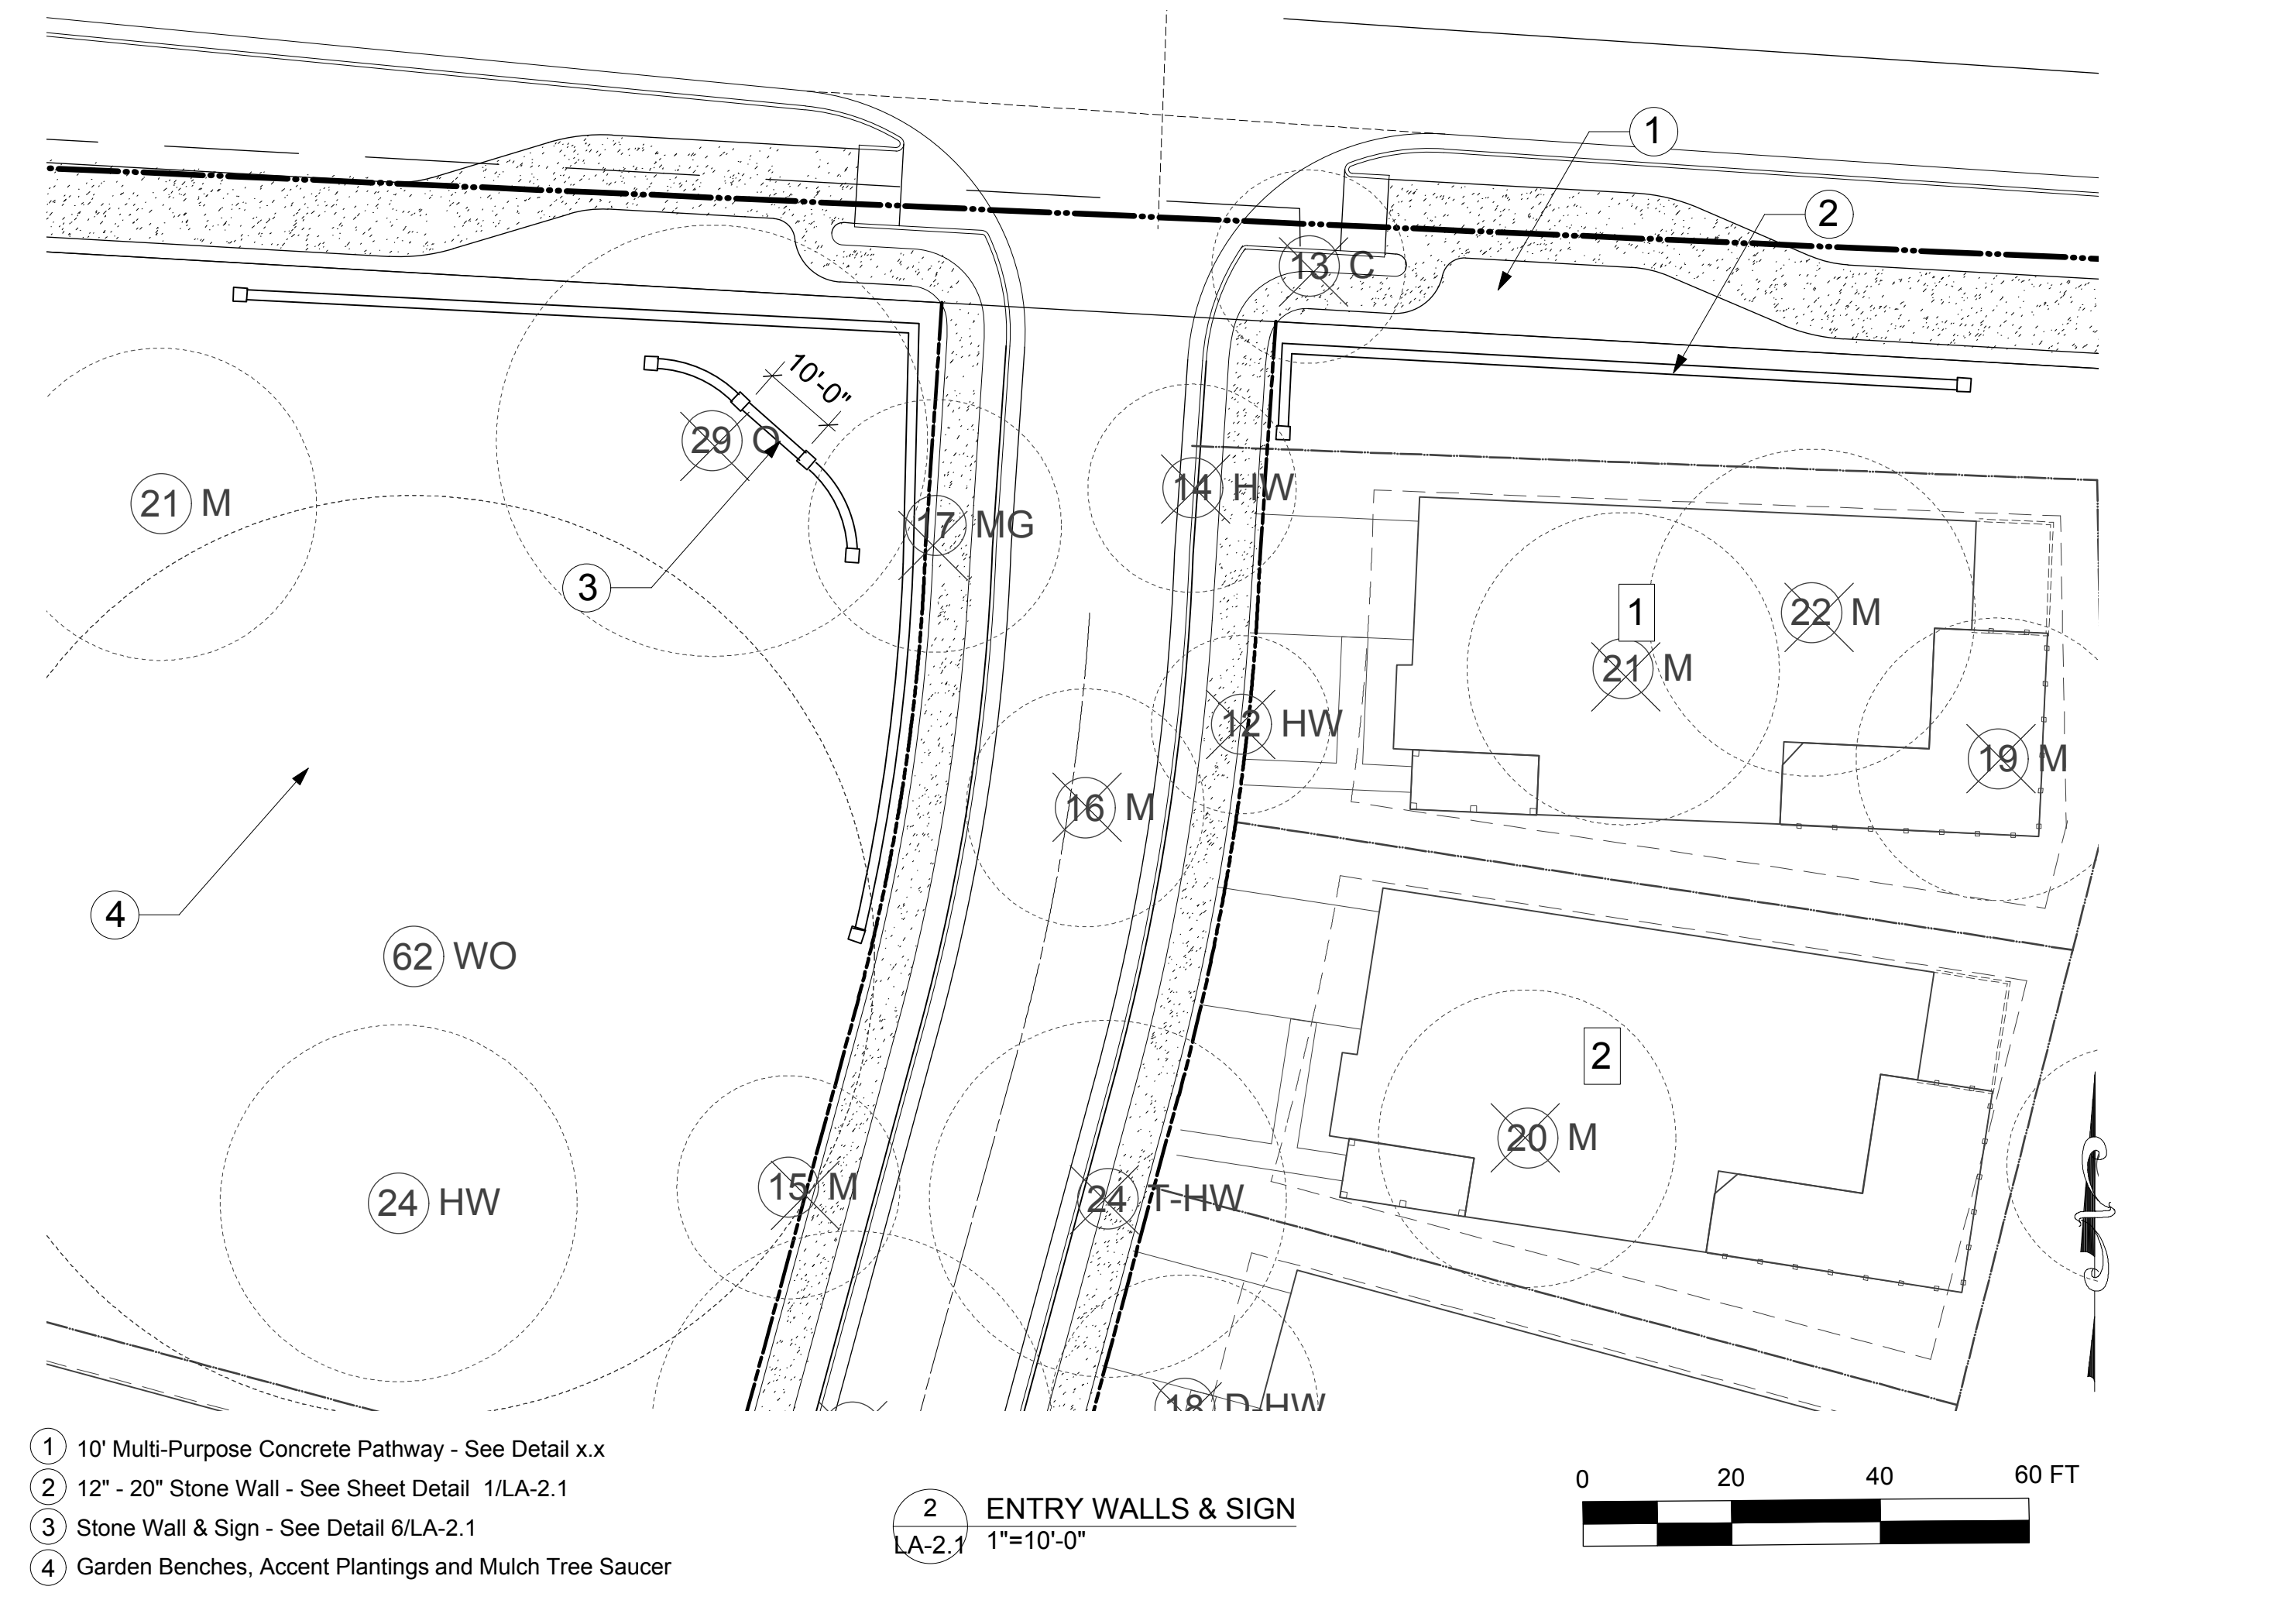 1
2
13 C
10'-0"
29 O
21 M
14 HW
17 MG
3
1
22 M
21 M
12 HW
19 M
16 M
4
62 WO
2
20 M
15 M
24 T-HW
24 HW
18 D-HW
1 10' Multi-Purpose Concrete Pathway - See Detail x.x
2 12" - 20" Stone Wall - See Sheet Detail 1/LA-2.1
3 Stone Wall & Sign - See Detail 6/LA-2.1
4 Garden Benches, Accent Plantings and Mulch Tree Saucer
2 ENTRY WALLS & SIGN
LA-2.1 1"=10'-0"
0 20 40 60 FT